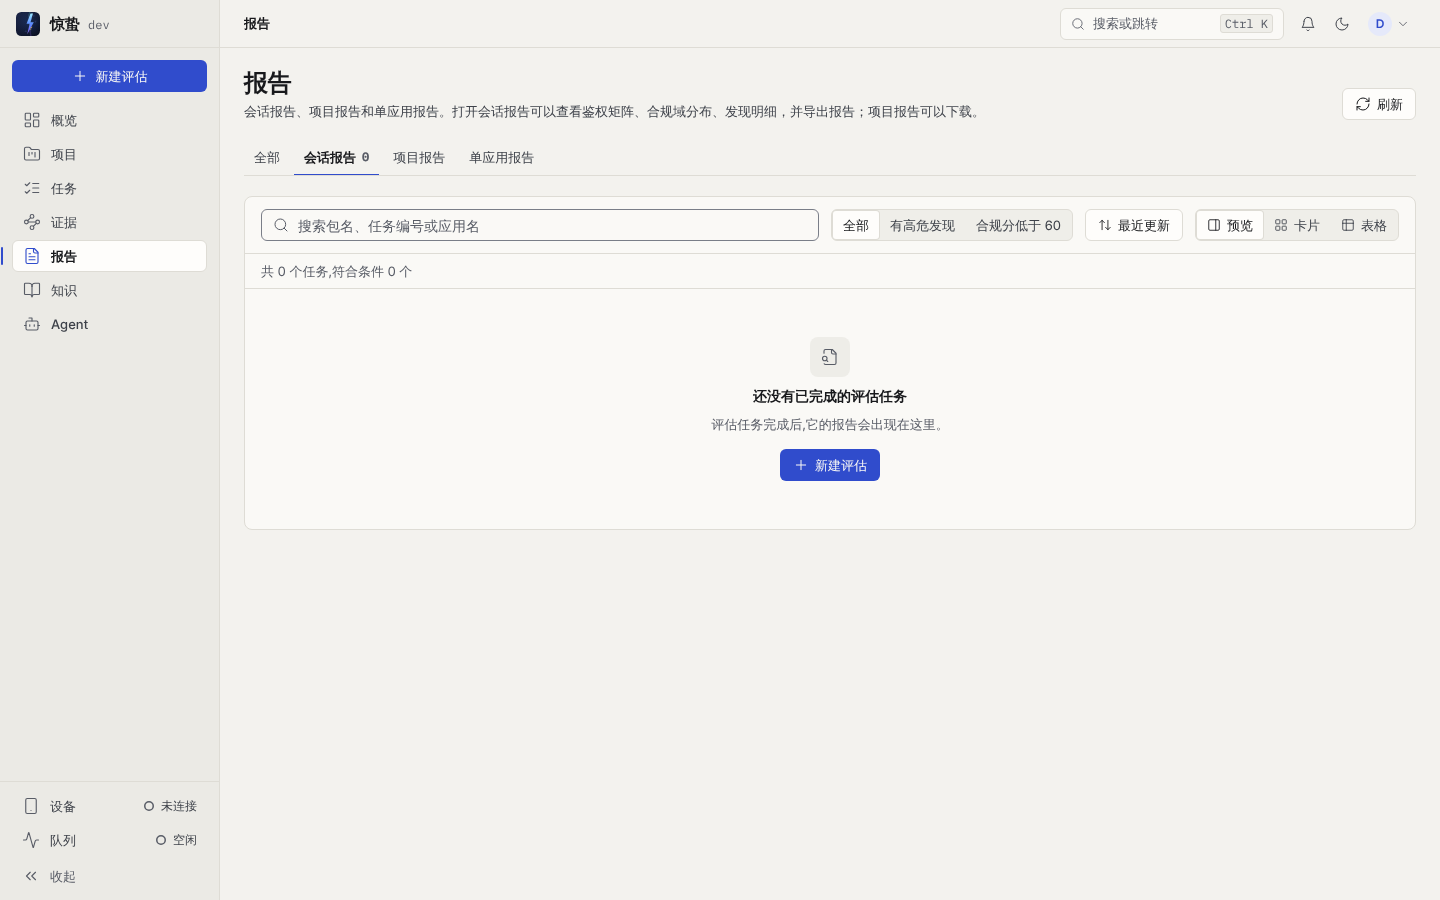 惊蛰 dev
报告
搜索或跳转 Ctrl K
D
新建评估
概览
项目
任务
证据
报告
知识
Agent
设备 未连接
队列 空闲
收起
报告
会话报告、项目报告和单应用报告。打开会话报告可以查看鉴权矩阵、合规域分布、发现明细，并导出报告；项目报告可以下载。
刷新
全部 会话报告 0 项目报告 单应用报告
搜索包名、任务编号或应用名 全部 有高危发现 合规分低于 60 最近更新 预览 卡片 表格
共 0 个任务,符合条件 0 个
还没有已完成的评估任务
评估任务完成后,它的报告会出现在这里。
新建评估